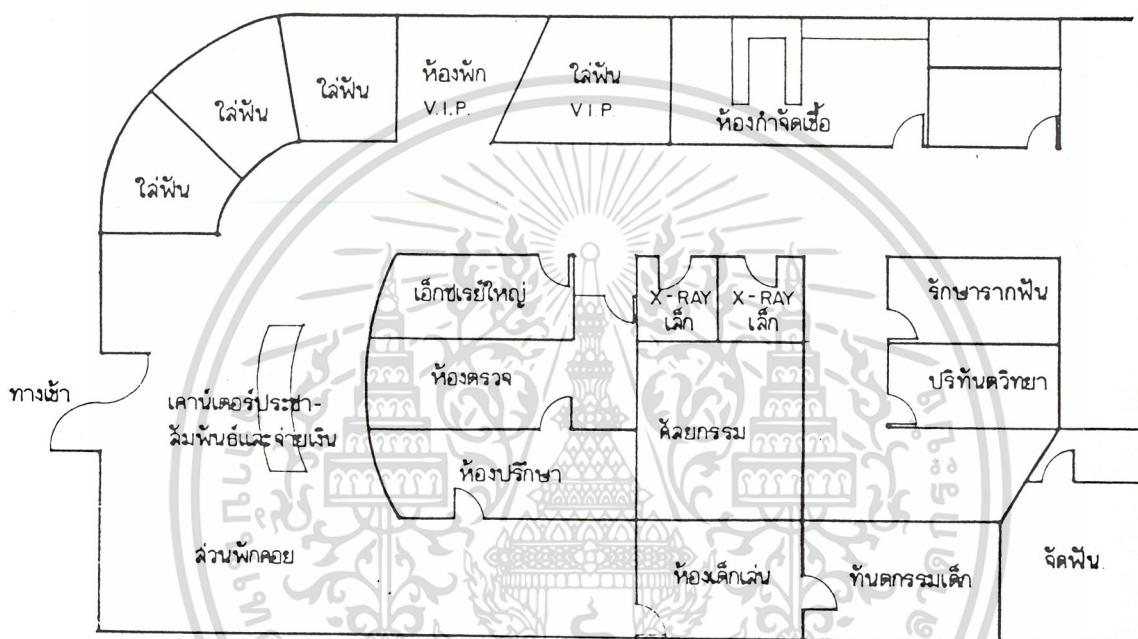 ใส่ฟัน
ห้องพัก
V.I.P.
ใส่ฟัน
V.I.P.
ใส่ฟัน
ห้องกำจัดเชื้อ
ใส่ฟัน
เอ็กซเรย์ใหญ่
X-RAY
เล็ก
X-RAY
เล็ก
รักษารากฟัน
ทางเข้า
เคาน์เตอร์ประชา-
สัมพันธ์และจ่ายเงิน
ห้องตรวจ
ปริทันตวิทยา
ศัลยกรรม
ห้องปรึกษา
ส่วนพักคอย
ห้องเด็กเล่น
ทันตกรรมเด็ก
จัดฟัน